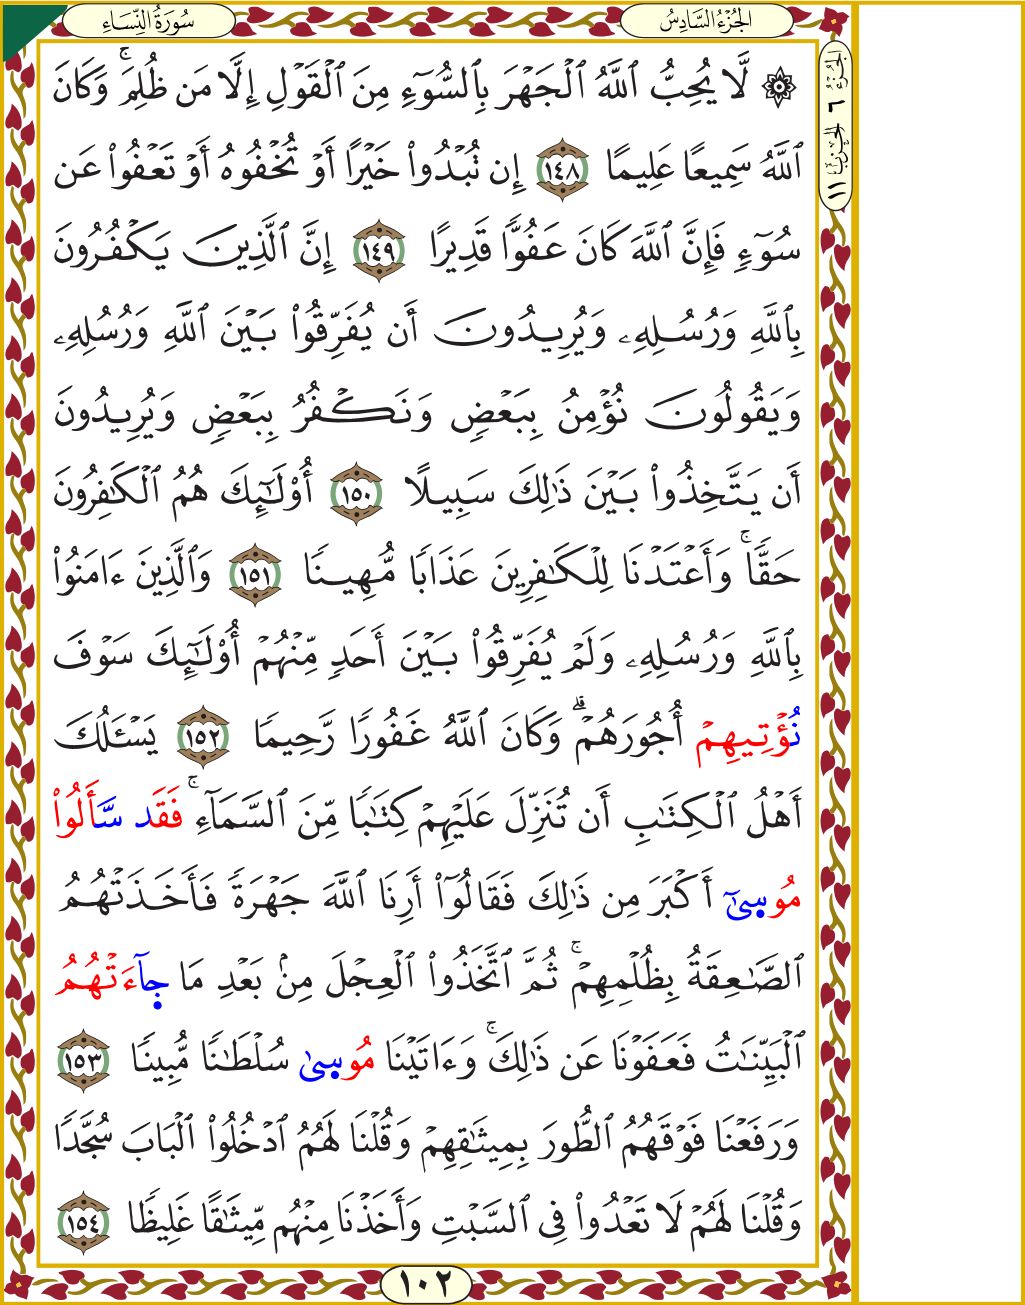 سُورَةُ النِّسَاءِ
الجُزْءُ السَّادِسُ
الجُزْءُ ٦ الحِزْبُ ١١
۞ لَّا يُحِبُّ ٱللَّهُ ٱلۡجَهۡرَ بِٱلسُّوٓءِ مِنَ ٱلۡقَوۡلِ إِلَّا مَن ظُلِمَۚ وَكَانَ
ٱللَّهُ سَمِيعًا عَلِيمًا ١٤٨ إِن تُبۡدُواْ خَيۡرًا أَوۡ تُخۡفُوهُ أَوۡ تَعۡفُواْ عَن
سُوٓءٖ فَإِنَّ ٱللَّهَ كَانَ عَفُوّٗا قَدِيرًا ١٤٩ إِنَّ ٱلَّذِينَ يَكۡفُرُونَ
بِٱللَّهِ وَرُسُلِهِۦ وَيُرِيدُونَ أَن يُفَرِّقُواْ بَيۡنَ ٱللَّهِ وَرُسُلِهِۦ
وَيَقُولُونَ نُؤۡمِنُ بِبَعۡضٖ وَنَكۡفُرُ بِبَعۡضٖ وَيُرِيدُونَ
أَن يَتَّخِذُواْ بَيۡنَ ذَٰلِكَ سَبِيلًا ١٥٠ أُوْلَٰٓئِكَ هُمُ ٱلۡكَٰفِرُونَ
حَقّٗاۚ وَأَعۡتَدۡنَا لِلۡكَٰفِرِينَ عَذَابٗا مُّهِينٗا ١٥١ وَٱلَّذِينَ ءَامَنُواْ
بِٱللَّهِ وَرُسُلِهِۦ وَلَمۡ يُفَرِّقُواْ بَيۡنَ أَحَدٖ مِّنۡهُمۡ أُوْلَٰٓئِكَ سَوۡفَ
نُؤۡتِيهِمۡ أُجُورَهُمۡۗ وَكَانَ ٱللَّهُ غَفُورٗا رَّحِيمٗا ١٥٢ يَسۡـَٔلُكَ
أَهۡلُ ٱلۡكِتَٰبِ أَن تُنَزِّلَ عَلَيۡهِمۡ كِتَٰبٗا مِّنَ ٱلسَّمَآءِۚ فَقَد سَّأَلُواْ
مُوسۭىٰٓ أَكۡبَرَ مِن ذَٰلِكَ فَقَالُوٓاْ أَرِنَا ٱللَّهَ جَهۡرَةٗ فَأَخَذَتۡهُمُ
ٱلصَّٰعِقَةُ بِظُلۡمِهِمۡۚ ثُمَّ ٱتَّخَذُواْ ٱلۡعِجۡلَ مِنۢ بَعۡدِ مَا جَآءَتۡهُمُ
ٱلۡبَيِّنَٰتُ فَعَفَوۡنَا عَن ذَٰلِكَۚ وَءَاتَيۡنَا مُوسۭىٰ سُلۡطَٰنٗا مُّبِينٗا ١٥٣
وَرَفَعۡنَا فَوۡقَهُمُ ٱلطُّورَ بِمِيثَٰقِهِمۡ وَقُلۡنَا لَهُمُ ٱدۡخُلُواْ ٱلۡبَابَ سُجَّدٗا
وَقُلۡنَا لَهُمۡ لَا تَعۡدُواْ فِي ٱلسَّبۡتِ وَأَخَذۡنَا مِنۡهُم مِّيثَٰقًا غَلِيظٗا ١٥٤
١٠٢